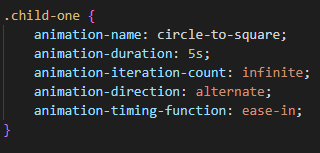 .child-one {
    animation-name: circle-to-square;
    animation-duration: 5s;
    animation-iteration-count: infinite;
    animation-direction: alternate;
    animation-timing-function: ease-in;
}